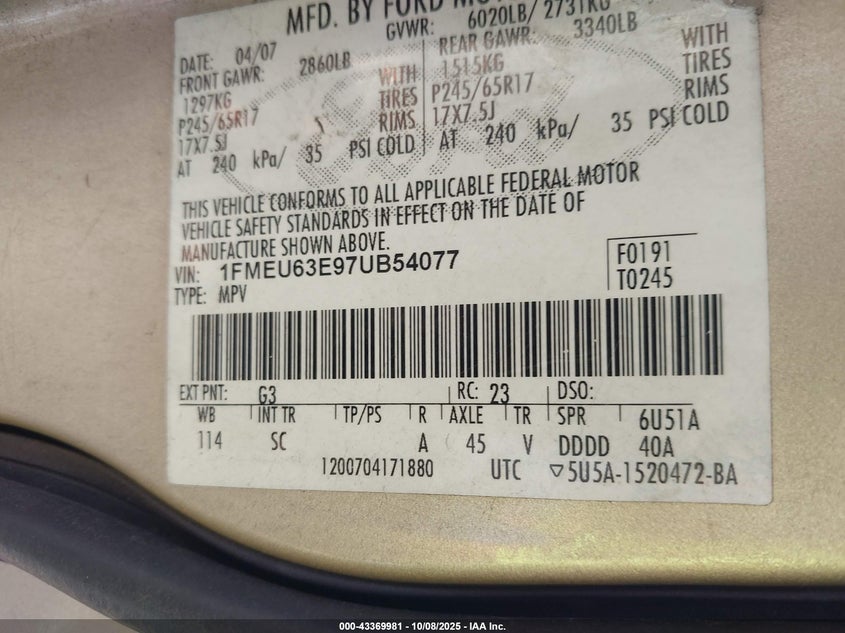 MFD. BY FORD MOT
GVWR: 6020LB/ 2731KG
DATE: 04/07
FRONT GAWR: 2860LB
1297KG WITH
P245/65R17 TIRES
17X7.5J RIMS
AT 240 kPa/ 35 PSI COLD
REAR GAWR: 3340LB
1515KG WITH
P245/65R17 TIRES
17X7.5J RIMS
AT 240 kPa/ 35 PSI COLD
THIS VEHICLE CONFORMS TO ALL APPLICABLE FEDERAL MOTOR
VEHICLE SAFETY STANDARDS IN EFFECT ON THE DATE OF
MANUFACTURE SHOWN ABOVE.
VIN: 1FMEU63E97UB54077
TYPE: MPV
F0191
T0245
EXT PNT: G3 RC: 23 DSO:
WB INT TR TP/PS R AXLE TR SPR 6U51A
114 SC A 45 V DDDD 40A
1200704171880 UTC ▽5U5A-1520472-BA
000-43369981 - 10/08/2025 - IAA Inc.